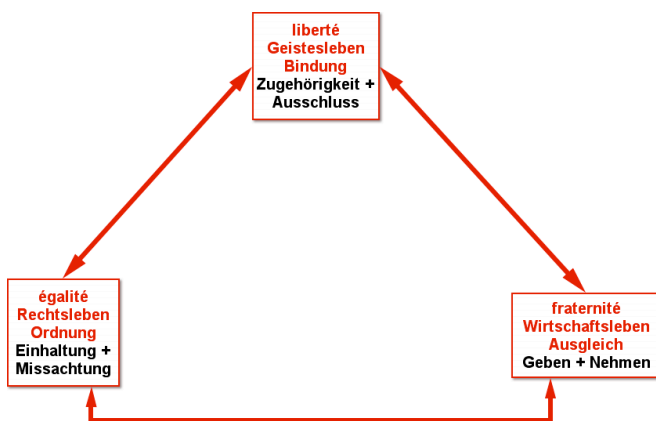 liberté
Geistesleben
Bindung
Zugehörigkeit +
Ausschluss
égalité
Rechtsleben
Ordnung
Einhaltung +
Missachtung
fraternité
Wirtschaftsleben
Ausgleich
Geben + Nehmen